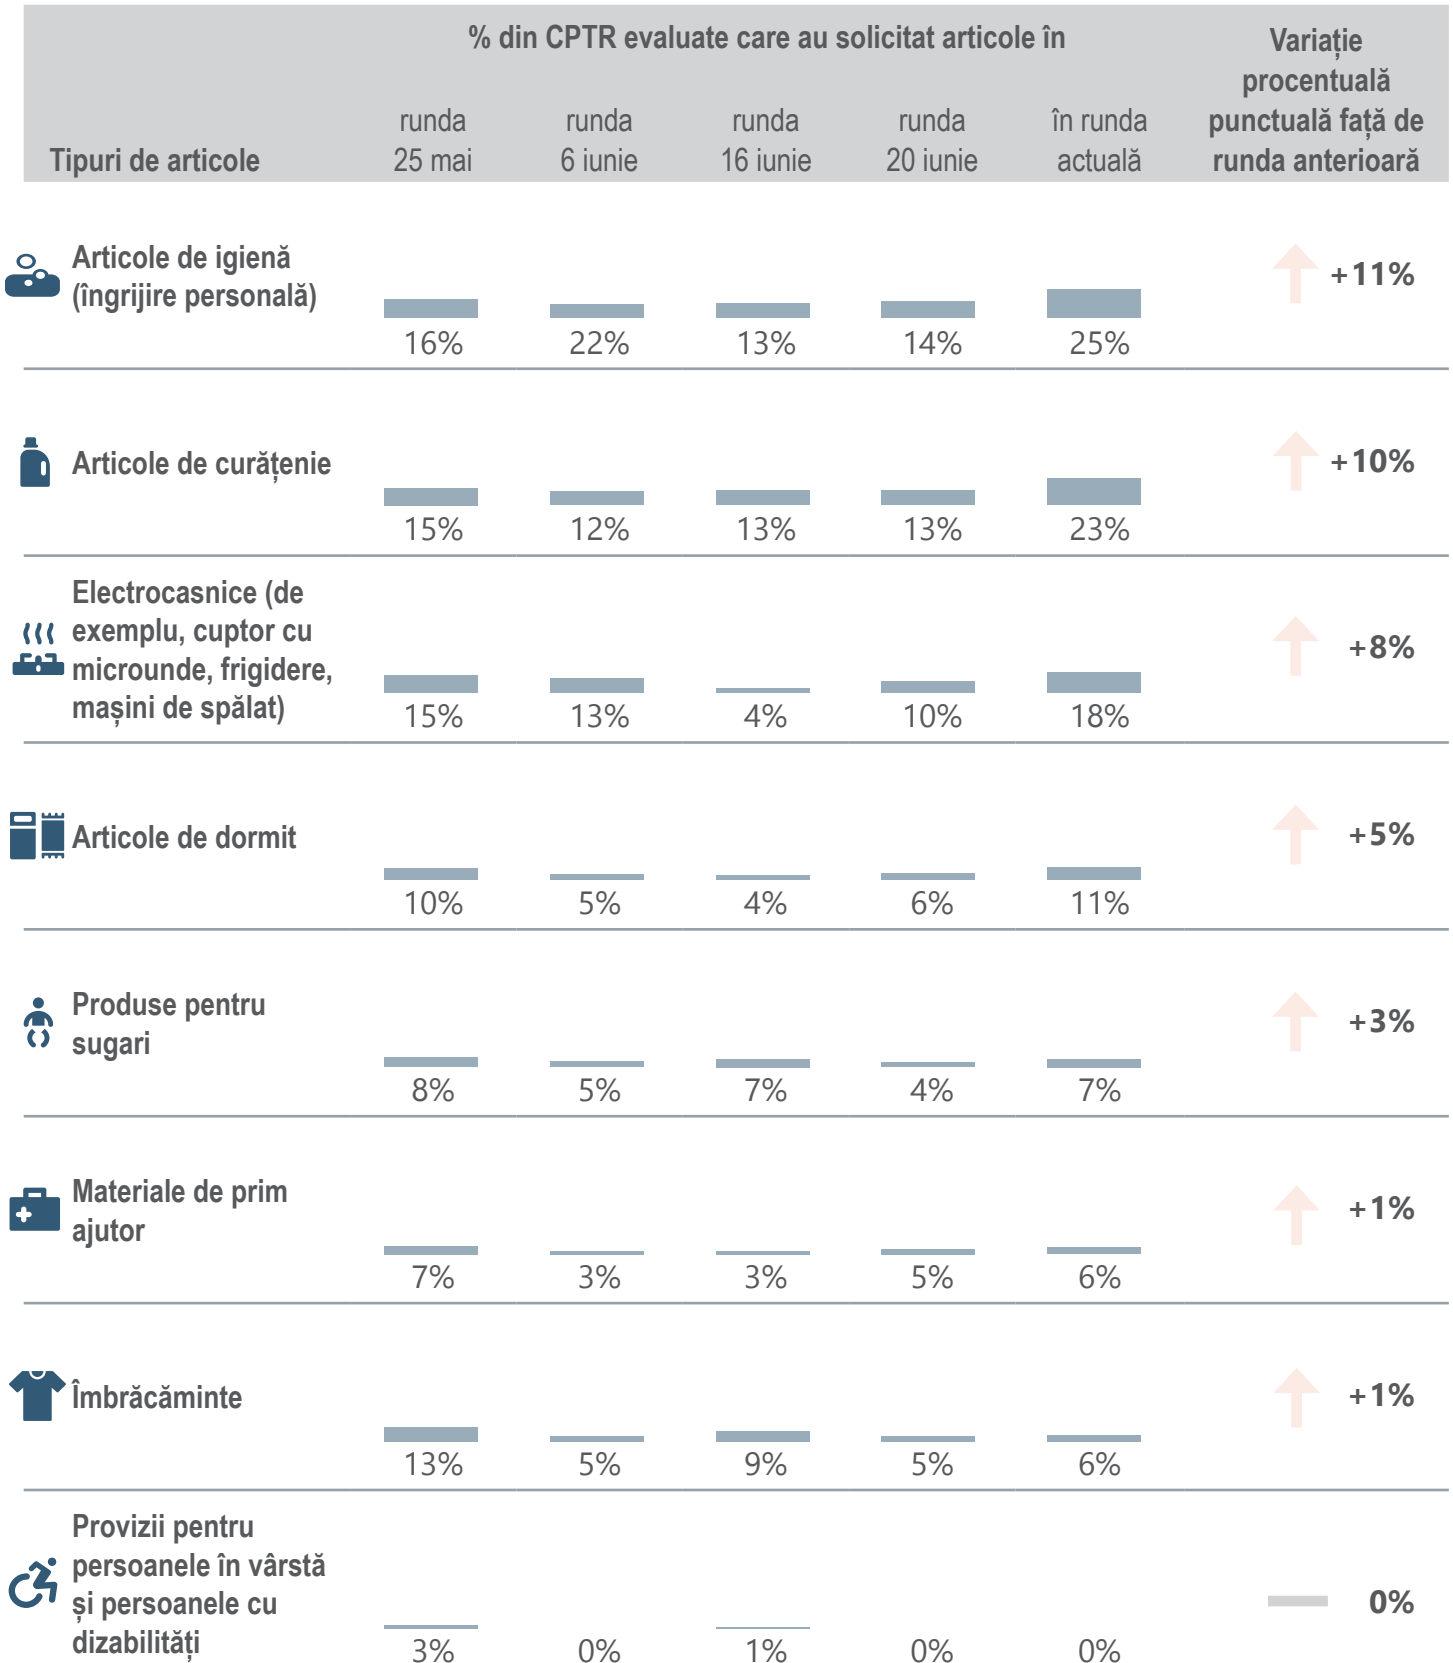 % din CPTR evaluate care au solicitat articole în
Variație
procentuală
punctuală față de
runda anterioară
Tipuri de articole
runda
25 mai
runda
6 iunie
runda
16 iunie
runda
20 iunie
în runda
actuală
Articole de igienă
(îngrijire personală)
16% 22% 13% 14% 25%
+11%
Articole de curățenie
15% 12% 13% 13% 23%
+10%
Electrocasnice (de
exemplu, cuptor cu
microunde, frigidere,
mașini de spălat)
15% 13% 4% 10% 18%
+8%
Articole de dormit
10% 5% 4% 6% 11%
+5%
Produse pentru
sugari
8% 5% 7% 4% 7%
+3%
Materiale de prim
ajutor
7% 3% 3% 5% 6%
+1%
Îmbrăcăminte
13% 5% 9% 5% 6%
+1%
Provizii pentru
persoanele în vârstă
și persoanele cu
dizabilități
3% 0% 1% 0% 0%
0%